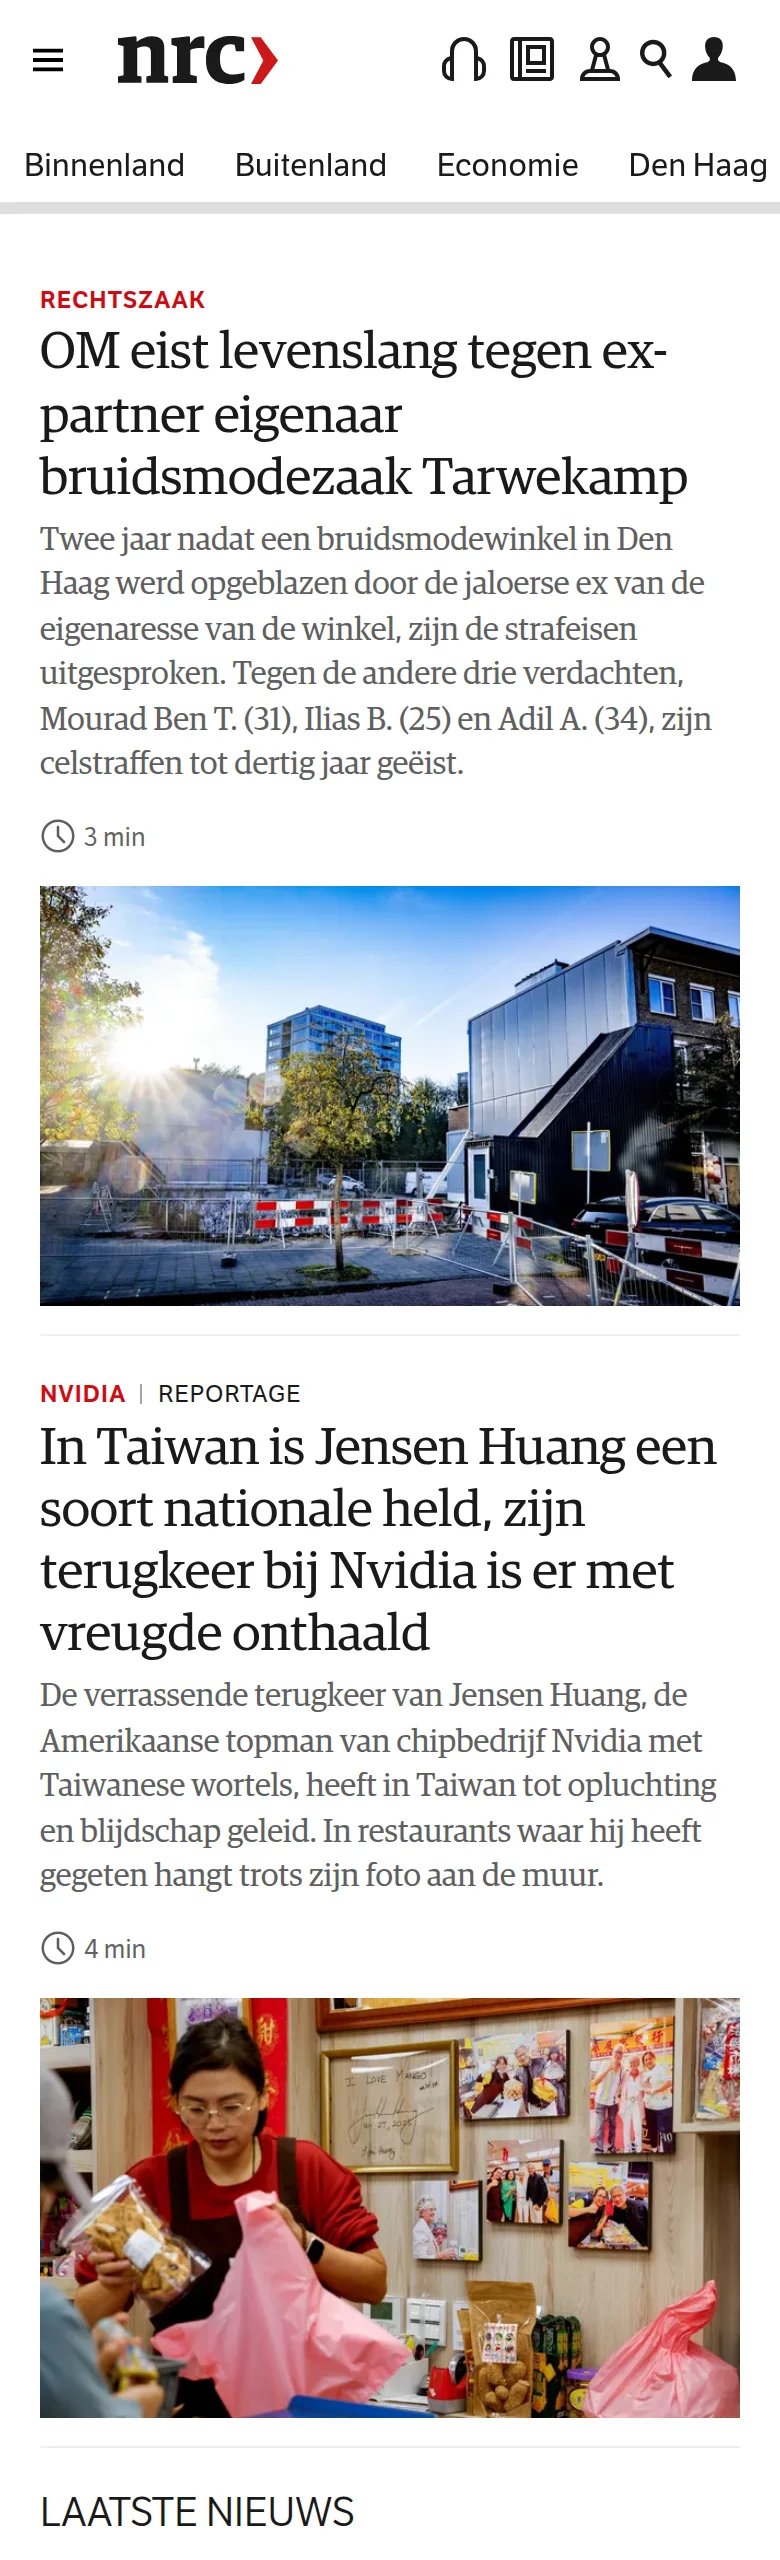 nrc
Binnenland Buitenland Economie Den Haag
RECHTSZAAK
OM eist levenslang tegen ex-
partner eigenaar
bruidsmodezaak Tarwekamp
Twee jaar nadat een bruidsmodewinkel in Den
Haag werd opgeblazen door de jaloerse ex van de
eigenaresse van de winkel, zijn de strafeisen
uitgesproken. Tegen de andere drie verdachten,
Mourad Ben T. (31), Ilias B. (25) en Adil A. (34), zijn
celstraffen tot dertig jaar geëist.
3 min
NVIDIA | REPORTAGE
In Taiwan is Jensen Huang een
soort nationale held, zijn
terugkeer bij Nvidia is er met
vreugde onthaald
De verrassende terugkeer van Jensen Huang, de
Amerikaanse topman van chipbedrijf Nvidia met
Taiwanese wortels, heeft in Taiwan tot opluchting
en blijdschap geleid. In restaurants waar hij heeft
gegeten hangt trots zijn foto aan de muur.
4 min
I LOVE MANGO!
Nov 27, 2025
LAATSTE NIEUWS